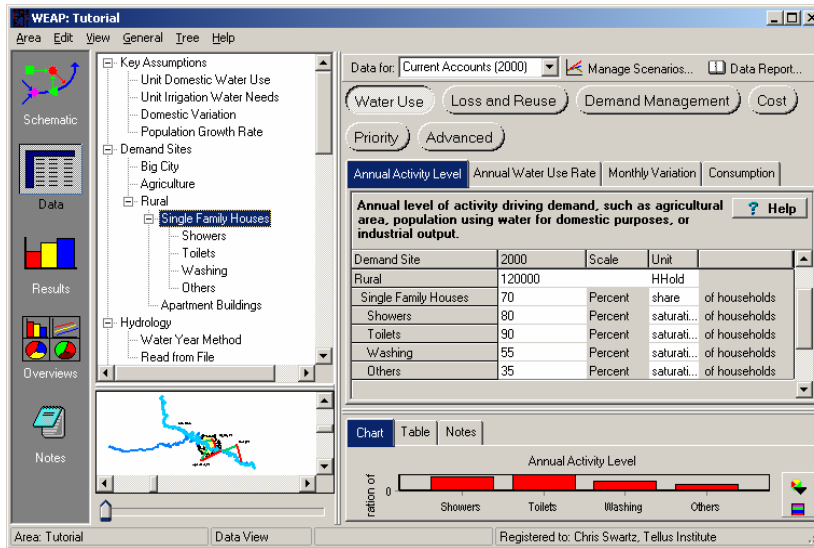 WEAP: Tutorial
Area Edit View General Tree Help
Schematic
Data
Results
Overviews
Notes
Key Assumptions
Unit Domestic Water Use
Unit Irrigation Water Needs
Domestic Variation
Population Growth Rate
Demand Sites
Big City
Agriculture
Rural
Single Family Houses
Showers
Toilets
Washing
Others
Apartment Buildings
Hydrology
Water Year Method
Read from File
Data for: Current Accounts (2000) Manage Scenarios... Data Report...
Water Use Loss and Reuse Demand Management Cost
Priority Advanced
Annual Activity Level Annual Water Use Rate Monthly Variation Consumption
Annual level of activity driving demand, such as agricultural
area, population using water for domestic purposes, or
industrial output.
? Help
Demand Site 2000 Scale Unit
Rural 120000 HHold
Single Family Houses 70 Percent share of households
Showers 80 Percent saturati... of households
Toilets 90 Percent saturati... of households
Washing 55 Percent saturati... of households
Others 35 Percent saturati... of households
Chart Table Notes
Annual Activity Level
ration of
0
Showers Toilets Washing Others
Area: Tutorial Data View Registered to: Chris Swartz, Tellus Institute